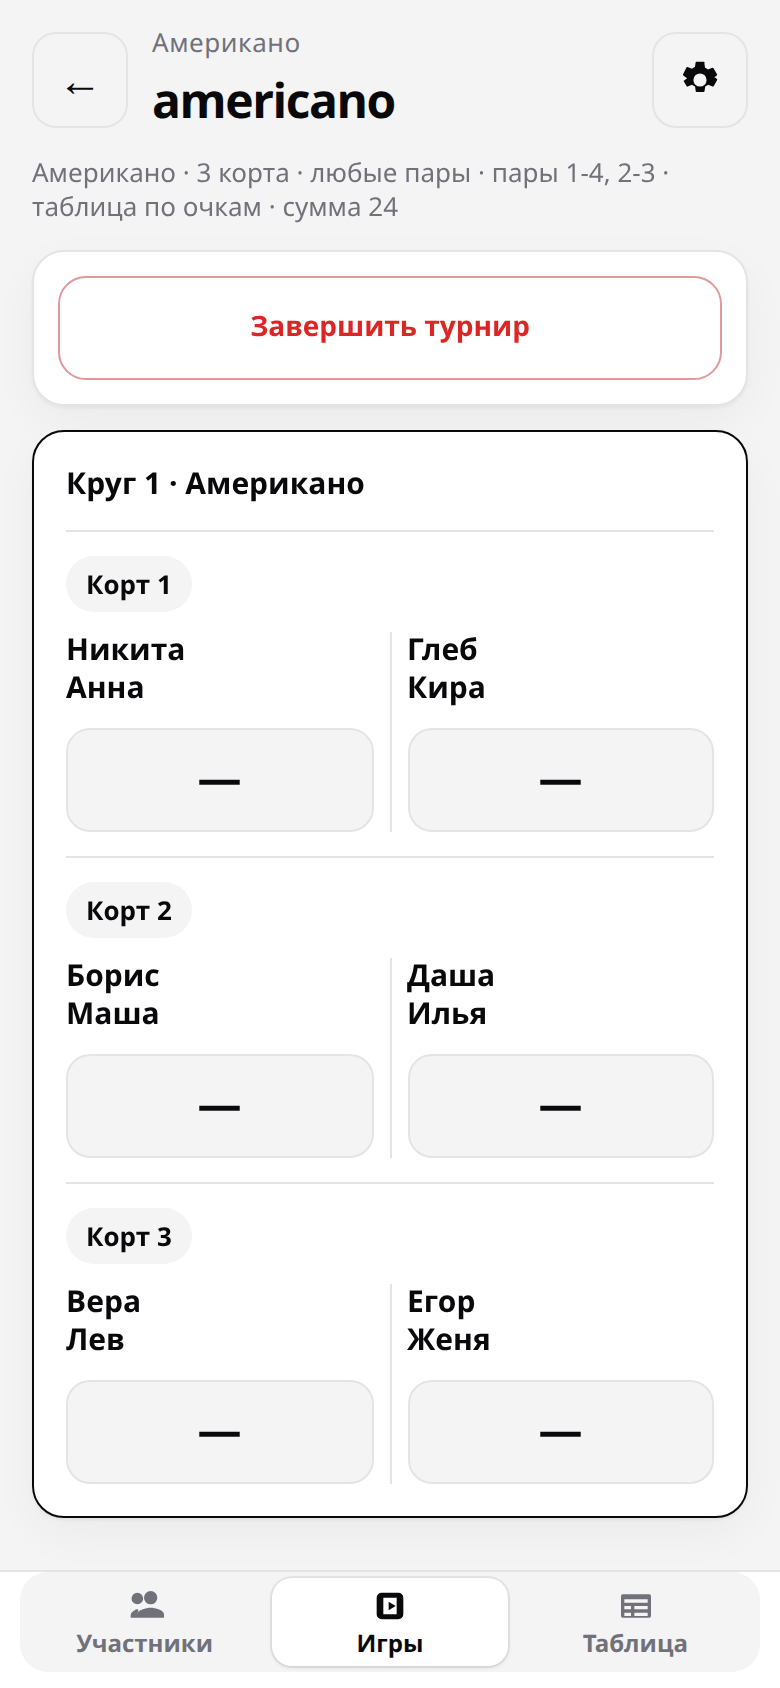 ←
Американо
americano
Американо · 3 корта · любые пары · пары 1-4, 2-3 ·
таблица по очкам · сумма 24
Завершить турнир
Круг 1 · Американо
Корт 1
Никита
Анна
Глеб
Кира
—
—
Корт 2
Борис
Маша
Даша
Илья
—
—
Корт 3
Вера
Лев
Егор
Женя
—
—
Участники
Игры
Таблица